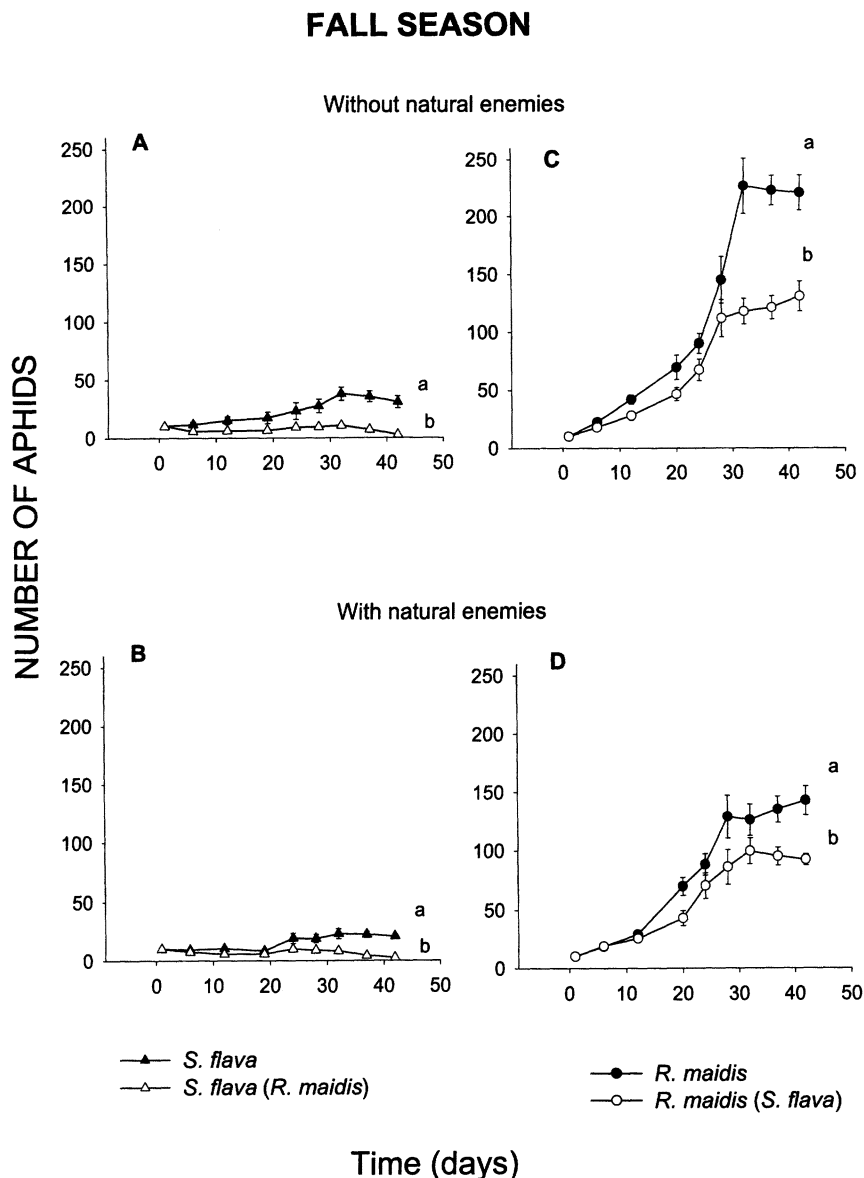 FALL SEASON
Without natural enemies
A
250
200
150
100
50
0
a
b
0 10 20 30 40 50
C
250
200
150
100
50
0
a
b
0 10 20 30 40 50
NUMBER OF APHIDS
With natural enemies
B
250
200
150
100
50
0
a
b
0 10 20 30 40 50
D
250
200
150
100
50
0
a
b
0 10 20 30 40 50
S. flava
S. flava (R. maidis)
R. maidis
R. maidis (S. flava)
Time (days)